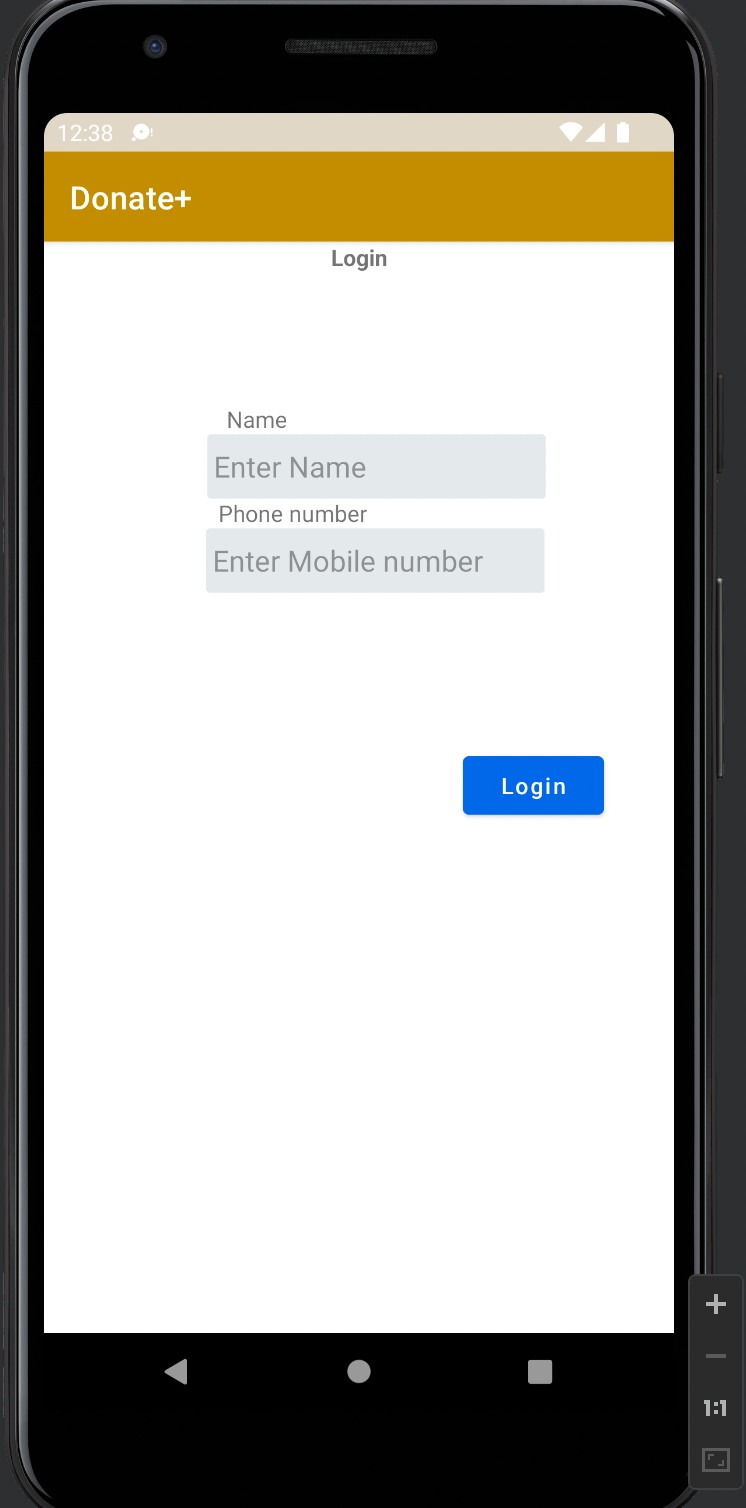 12:38
Donate+
Login
Name
Enter Name
Phone number
Enter Mobile number
Login
1:1